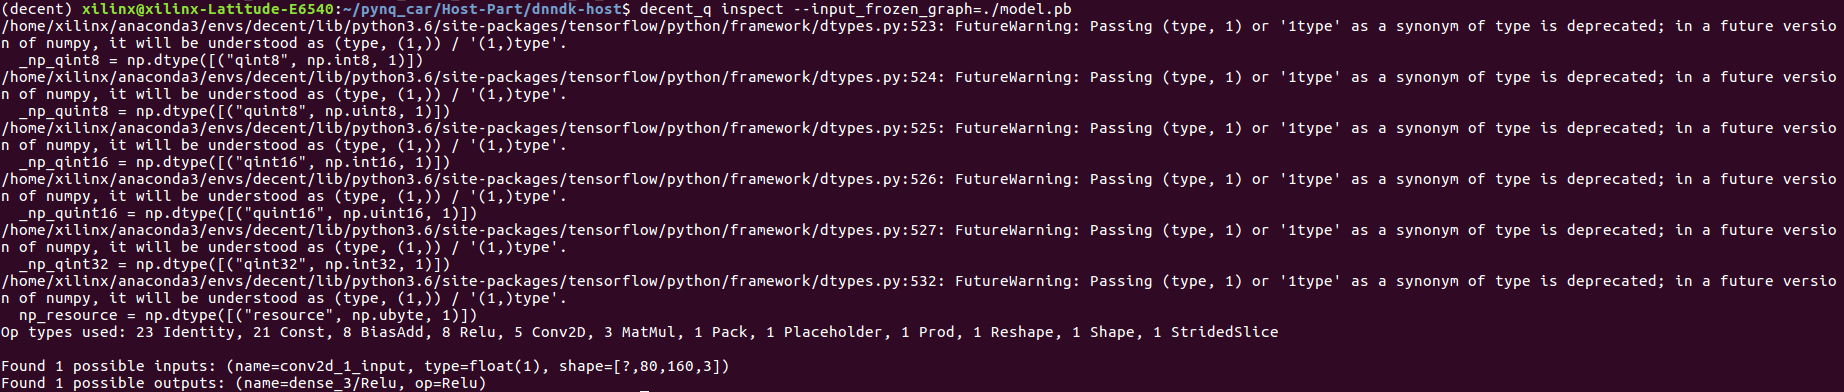 (decent) xilinx@xilinx-Latitude-E6540:~/pynq_car/Host-Part/dnndk-host$ decent_q inspect --input_frozen_graph=./model.pb
/home/xilinx/anaconda3/envs/decent/lib/python3.6/site-packages/tensorflow/python/framework/dtypes.py:523: FutureWarning: Passing (type, 1) or '1type' as a synonym of type is deprecated; in a future versio
n of numpy, it will be understood as (type, (1,)) / '(1,)type'.
  _np_qint8 = np.dtype([("qint8", np.int8, 1)])
/home/xilinx/anaconda3/envs/decent/lib/python3.6/site-packages/tensorflow/python/framework/dtypes.py:524: FutureWarning: Passing (type, 1) or '1type' as a synonym of type is deprecated; in a future versio
n of numpy, it will be understood as (type, (1,)) / '(1,)type'.
  _np_quint8 = np.dtype([("quint8", np.uint8, 1)])
/home/xilinx/anaconda3/envs/decent/lib/python3.6/site-packages/tensorflow/python/framework/dtypes.py:525: FutureWarning: Passing (type, 1) or '1type' as a synonym of type is deprecated; in a future versio
n of numpy, it will be understood as (type, (1,)) / '(1,)type'.
  _np_qint16 = np.dtype([("qint16", np.int16, 1)])
/home/xilinx/anaconda3/envs/decent/lib/python3.6/site-packages/tensorflow/python/framework/dtypes.py:526: FutureWarning: Passing (type, 1) or '1type' as a synonym of type is deprecated; in a future versio
n of numpy, it will be understood as (type, (1,)) / '(1,)type'.
  _np_quint16 = np.dtype([("quint16", np.uint16, 1)])
/home/xilinx/anaconda3/envs/decent/lib/python3.6/site-packages/tensorflow/python/framework/dtypes.py:527: FutureWarning: Passing (type, 1) or '1type' as a synonym of type is deprecated; in a future versio
n of numpy, it will be understood as (type, (1,)) / '(1,)type'.
  _np_qint32 = np.dtype([("qint32", np.int32, 1)])
/home/xilinx/anaconda3/envs/decent/lib/python3.6/site-packages/tensorflow/python/framework/dtypes.py:532: FutureWarning: Passing (type, 1) or '1type' as a synonym of type is deprecated; in a future versio
n of numpy, it will be understood as (type, (1,)) / '(1,)type'.
  np_resource = np.dtype([("resource", np.ubyte, 1)])
Op types used: 23 Identity, 21 Const, 8 BiasAdd, 8 Relu, 5 Conv2D, 3 MatMul, 1 Pack, 1 Placeholder, 1 Prod, 1 Reshape, 1 Shape, 1 StridedSlice

Found 1 possible inputs: (name=conv2d_1_input, type=float(1), shape=[?,80,160,3])
Found 1 possible outputs: (name=dense_3/Relu, op=Relu)